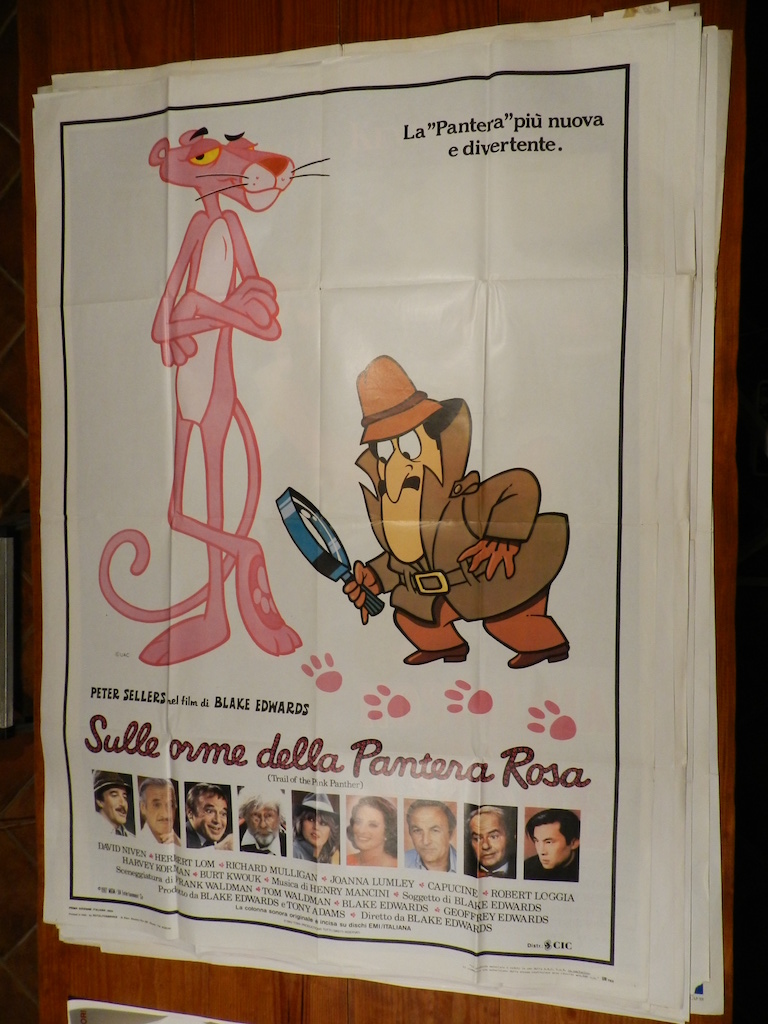 La "Pantera" più nuova
e divertente.
PETER SELLERS nel film di BLAKE EDWARDS
Sulle orme della Pantera Rosa
(Trail of the Pink Panther)
DAVID NIVEN HERBERT LOM RICHARD MULLIGAN JOANNA LUMLEY CAPUCINE ROBERT LOGGIA
HARVEY KORMAN BURT KWOUK Musica di HENRY MANCINI Soggetto di BLAKE EDWARDS
Sceneggiatura di FRANK WALDMAN TOM WALDMAN BLAKE EDWARDS GEOFFREY EDWARDS
Prodotto da BLAKE EDWARDS e TONY ADAMS Diretto da BLAKE EDWARDS
La colonna sonora originale è incisa su dischi EMI/ITALIANA
Distr. CIC